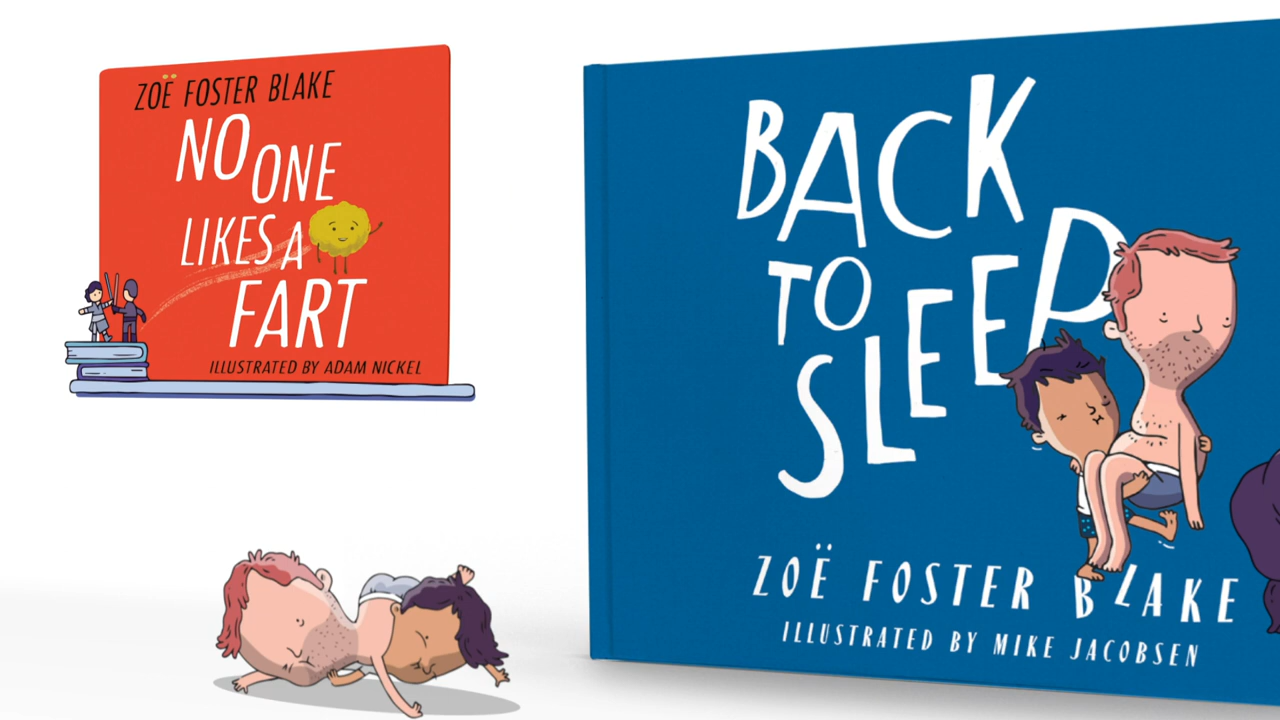 ZOË FOSTER BLAKE
NO ONE
LIKES A
FART
ILLUSTRATED BY ADAM NICKEL
BACK
TO
SLEEP
ZOË FOSTER BLAKE
ILLUSTRATED BY MIKE JACOBSEN